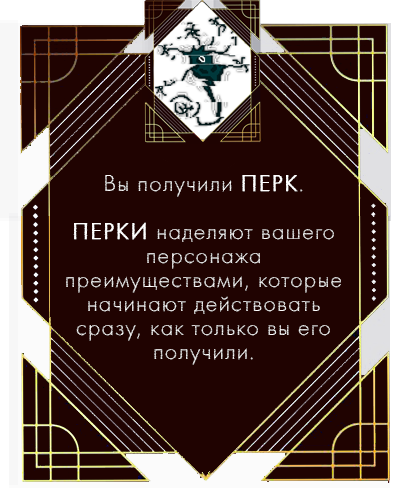 Вы получили ПЕРК.
ПЕРКИ наделяют вашего
персонажа
преимуществами, которые
начинают действовать
сразу, как только вы его
получили.